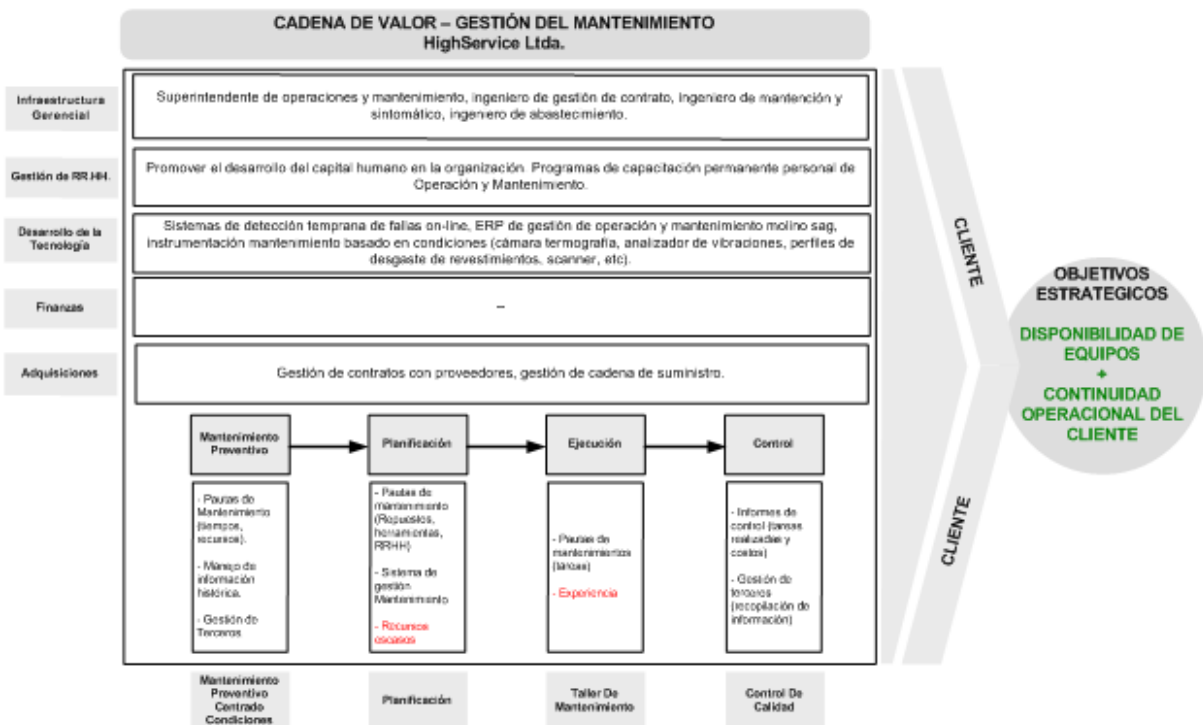 CADENA DE VALOR – GESTIÓN DEL MANTENIMIENTO
HighService Ltda.
Infraestructura
Gerencial
Superintendente de operaciones y mantenimiento, ingeniero de gestión de contrato, ingeniero de mantención y
sintomático, ingeniero de abastecimiento.
Gestión de RR.HH.
Promover el desarrollo del capital humano en la organización. Programas de capacitación permanente personal de
Operación y Mantenimiento.
Desarrollo de la
Tecnología
Sistemas de detección temprana de fallas on-line, ERP de gestión de operación y mantenimiento molino sag,
instrumentación mantenimiento basado en condiciones (cámara termografía, analizador de vibraciones, perfiles de
desgaste de revestimientos, scanner, etc).
Finanzas
--
Adquisiciones
Gestión de contratos con proveedores, gestión de cadena de suministro.
Mantenimiento
Preventivo
Planificación
Ejecución
Control
- Pautas de
Mantenimiento
(tiempos,
recursos).
- Manejo de
información
histórica.
- Gestión de
Terceros
- Pautas de
mantenimiento
(Repuestos,
herramientas,
RRHH)
- Sistema de
gestión
Mantenimiento
- Recursos
escasos
- Pautas de
mantenimientos
(tareas)
- Experiencia
- Informes de
control (tareas
realizadas y
costos)
- Gestión de
terceros
(recopilación de
información)
Mantenimiento
Preventivo
Centrado
Condiciones
Planificación
Taller De
Mantenimiento
Control De
Calidad
CLIENTE
CLIENTE
OBJETIVOS
ESTRATEGICOS
DISPONIBILIDAD DE
EQUIPOS
+
CONTINUIDAD
OPERACIONAL DEL
CLIENTE